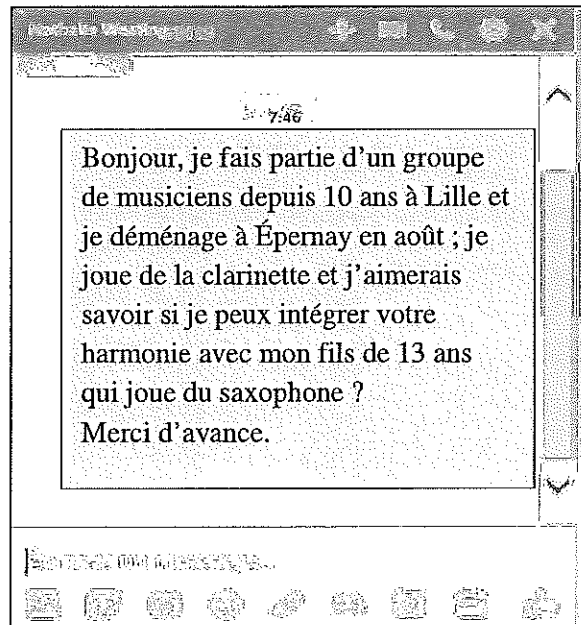 7:46
Bonjour, je fais partie d’un groupe
de musiciens depuis 10 ans à Lille et
je déménage à Épernay en août ; je
joue de la clarinette et j’aimerais
savoir si je peux intégrer votre
harmonie avec mon fils de 13 ans
qui joue du saxophone ?
Merci d’avance.